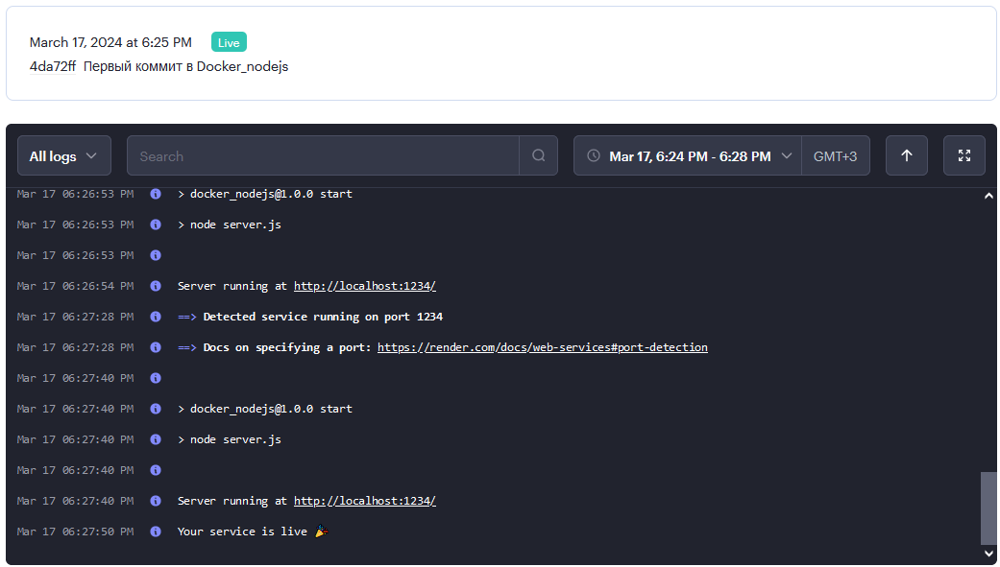 March 17, 2024 at 6:25 PM Live
4da72ff Первый коммит в Docker_nodejs
All logs Search Mar 17, 6:24 PM - 6:28 PM GMT+3
Mar 17 06:26:53 PM > docker_nodejs@1.0.0 start
Mar 17 06:26:53 PM > node server.js
Mar 17 06:26:53 PM
Mar 17 06:26:54 PM Server running at http://localhost:1234/
Mar 17 06:27:28 PM ==> Detected service running on port 1234
Mar 17 06:27:28 PM ==> Docs on specifying a port: https://render.com/docs/web-services#port-detection
Mar 17 06:27:40 PM
Mar 17 06:27:40 PM > docker_nodejs@1.0.0 start
Mar 17 06:27:40 PM > node server.js
Mar 17 06:27:40 PM
Mar 17 06:27:40 PM Server running at http://localhost:1234/
Mar 17 06:27:50 PM Your service is live 🎉